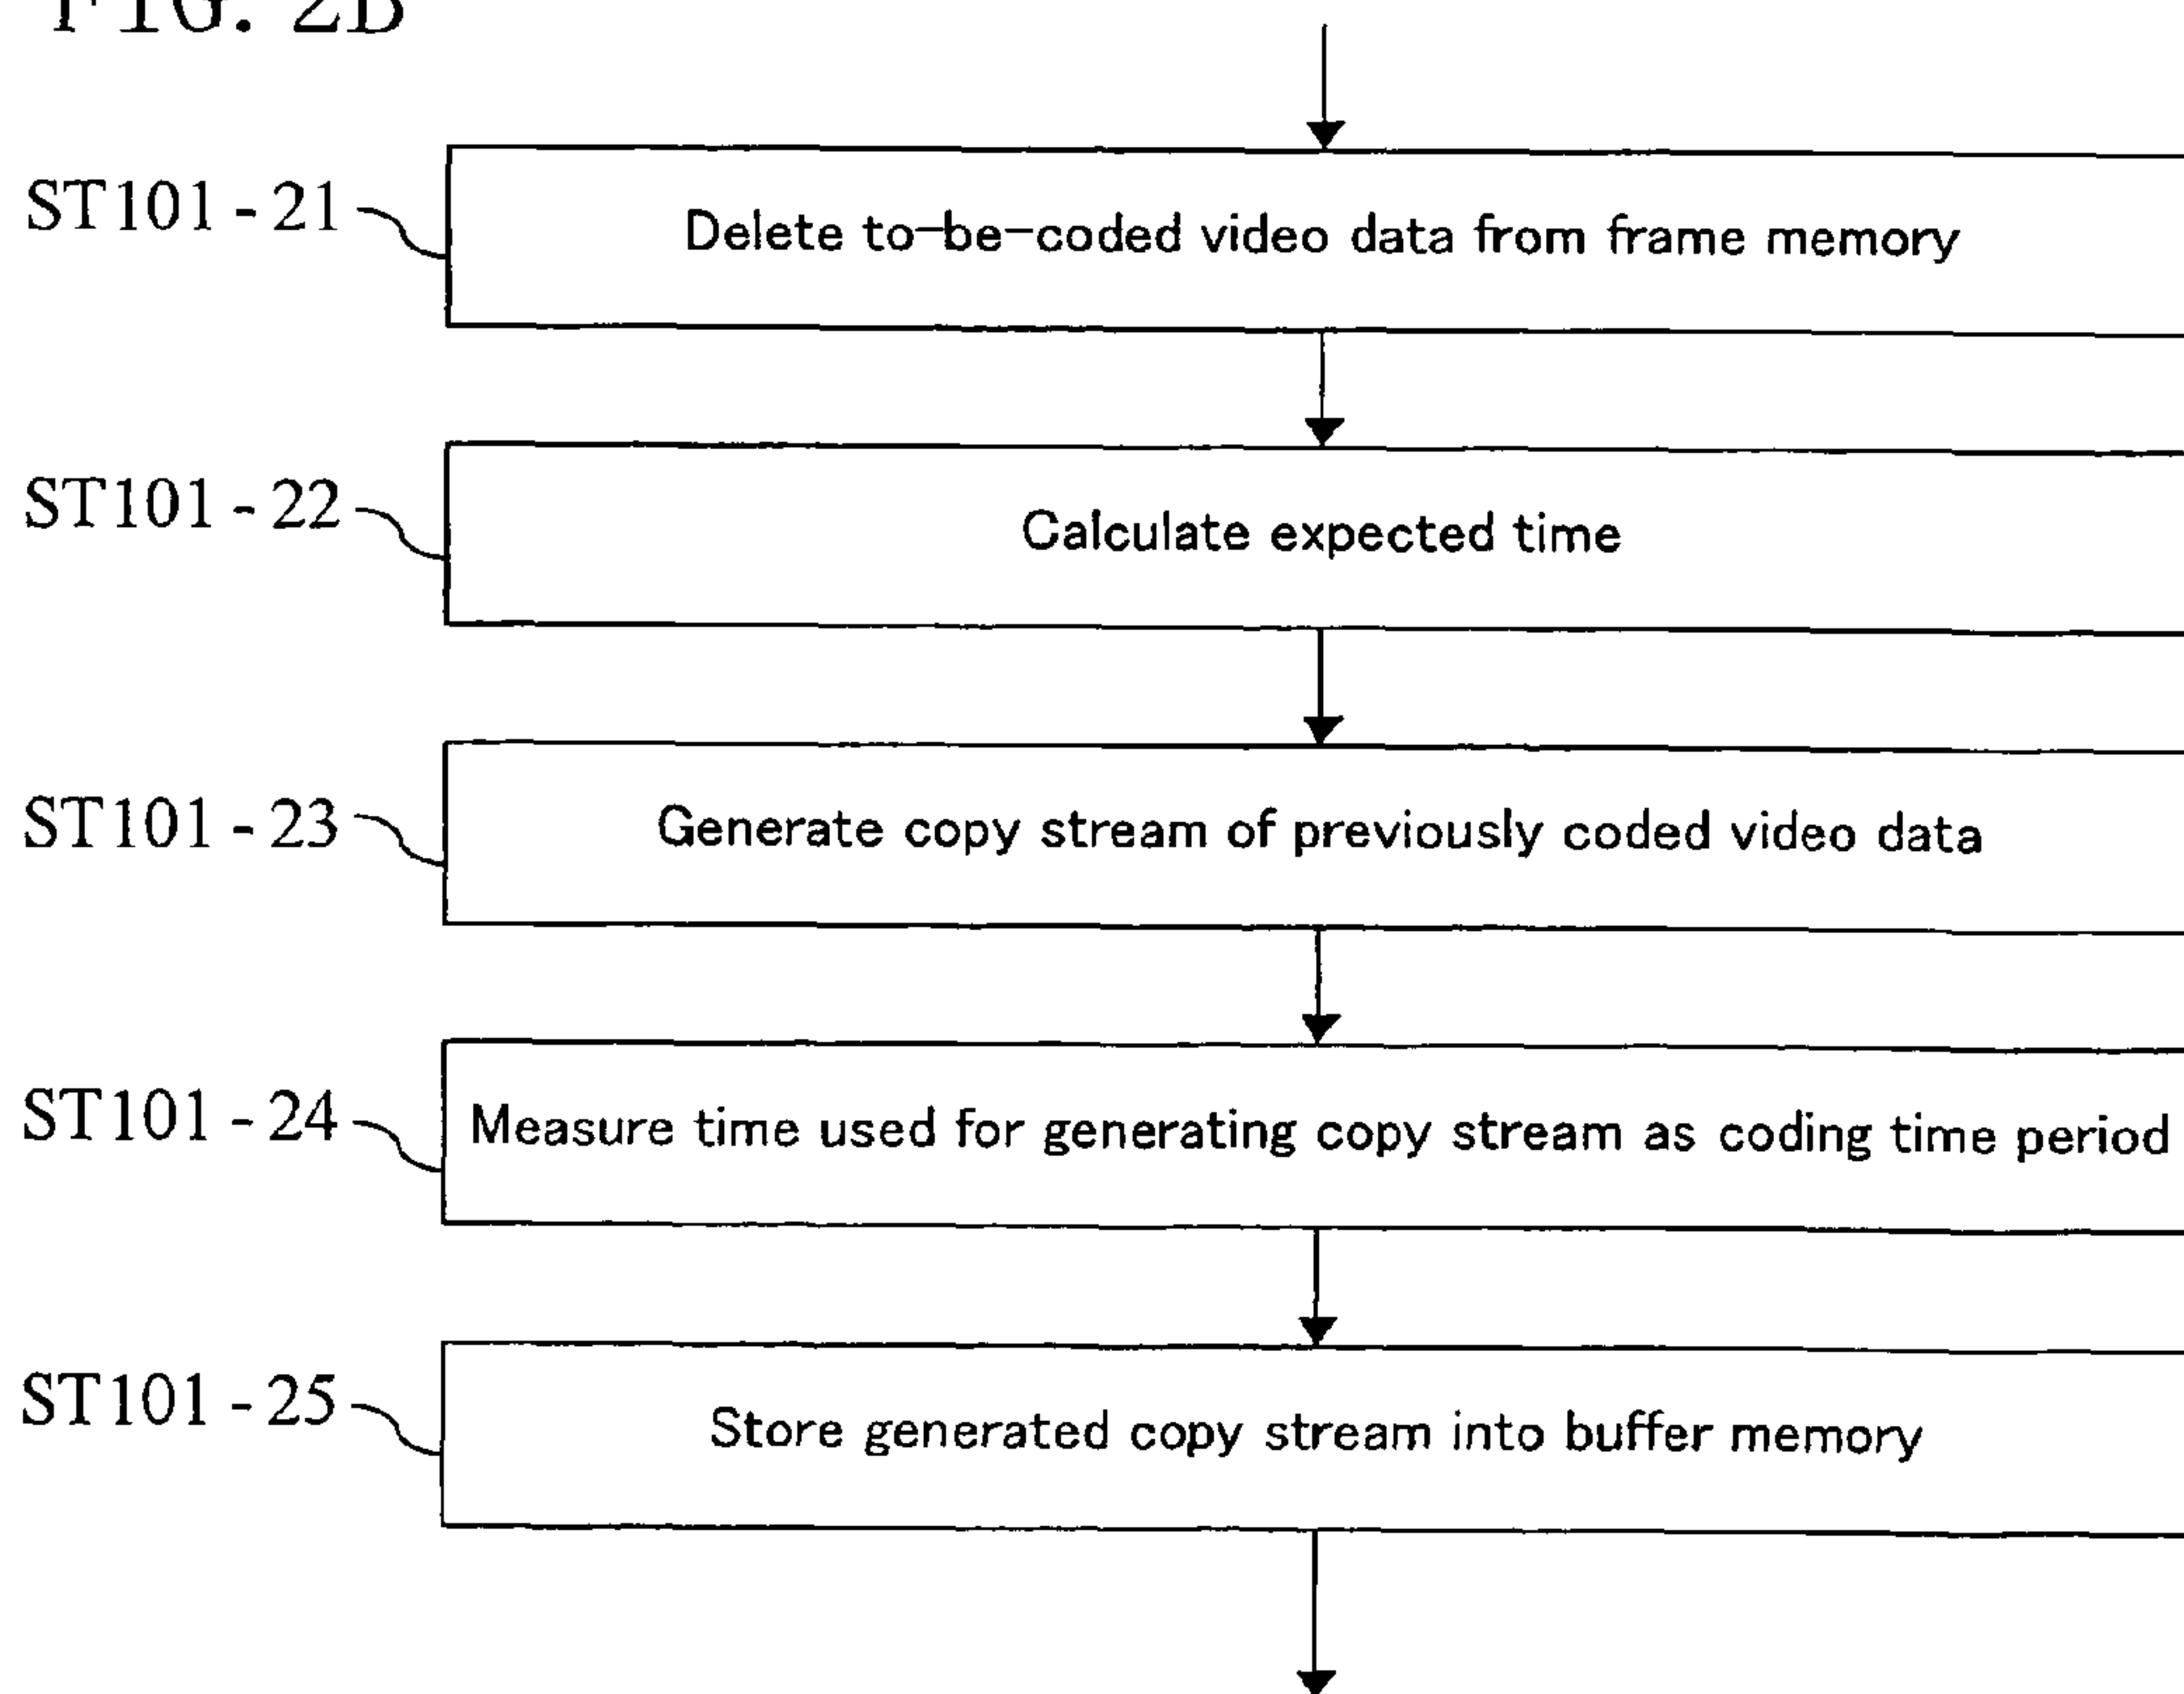 FIG. 2B
ST101-21
Delete to-be-coded video data from frame memory
ST101-22
Calculate expected time
ST101-23
Generate copy stream of previously coded video data
ST101-24
Measure time used for generating copy stream as coding time period
ST101-25
Store generated copy stream into buffer memory